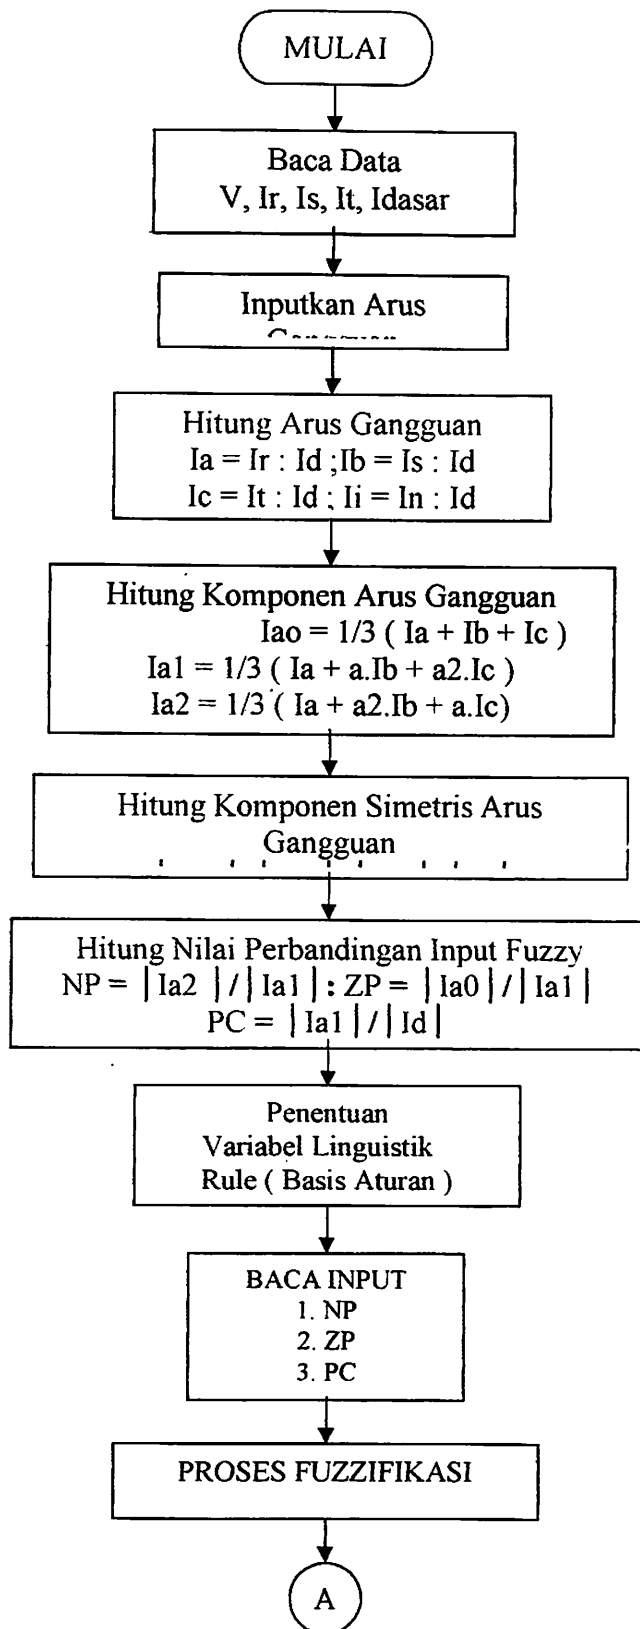 MULAI
Baca Data
V, Ir, Is, It, Idasar
Inputkan Arus
Hitung Arus Gangguan
Ia = Ir : Id ;Ib = Is : Id
Ic = It : Id ; Ii = In : Id
Hitung Komponen Arus Gangguan
Iao = 1/3 ( Ia + Ib + Ic )
Ia1 = 1/3 ( Ia + a.Ib + a2.Ic )
Ia2 = 1/3 ( Ia + a2.Ib + a.Ic)
Hitung Komponen Simetris Arus
Gangguan
Hitung Nilai Perbandingan Input Fuzzy
NP = | Ia2 | / | Ia1 | : ZP = | Ia0 | / | Ia1 |
PC = | Ia1 | / | Id |
Penentuan
Variabel Linguistik
Rule ( Basis Aturan )
BACA INPUT
1. NP
2. ZP
3. PC
PROSES FUZZIFIKASI
A